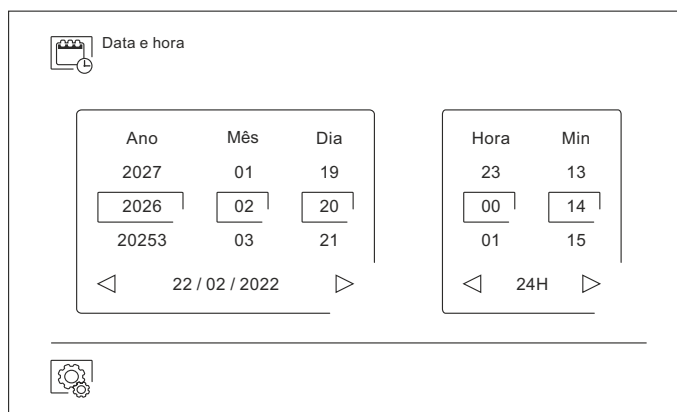 Data e hora
Ano Mês Dia
2027 01 19
2026 02 20
20253 03 21
22 / 02 / 2022
Hora Min
23 13
00 14
01 15
24H